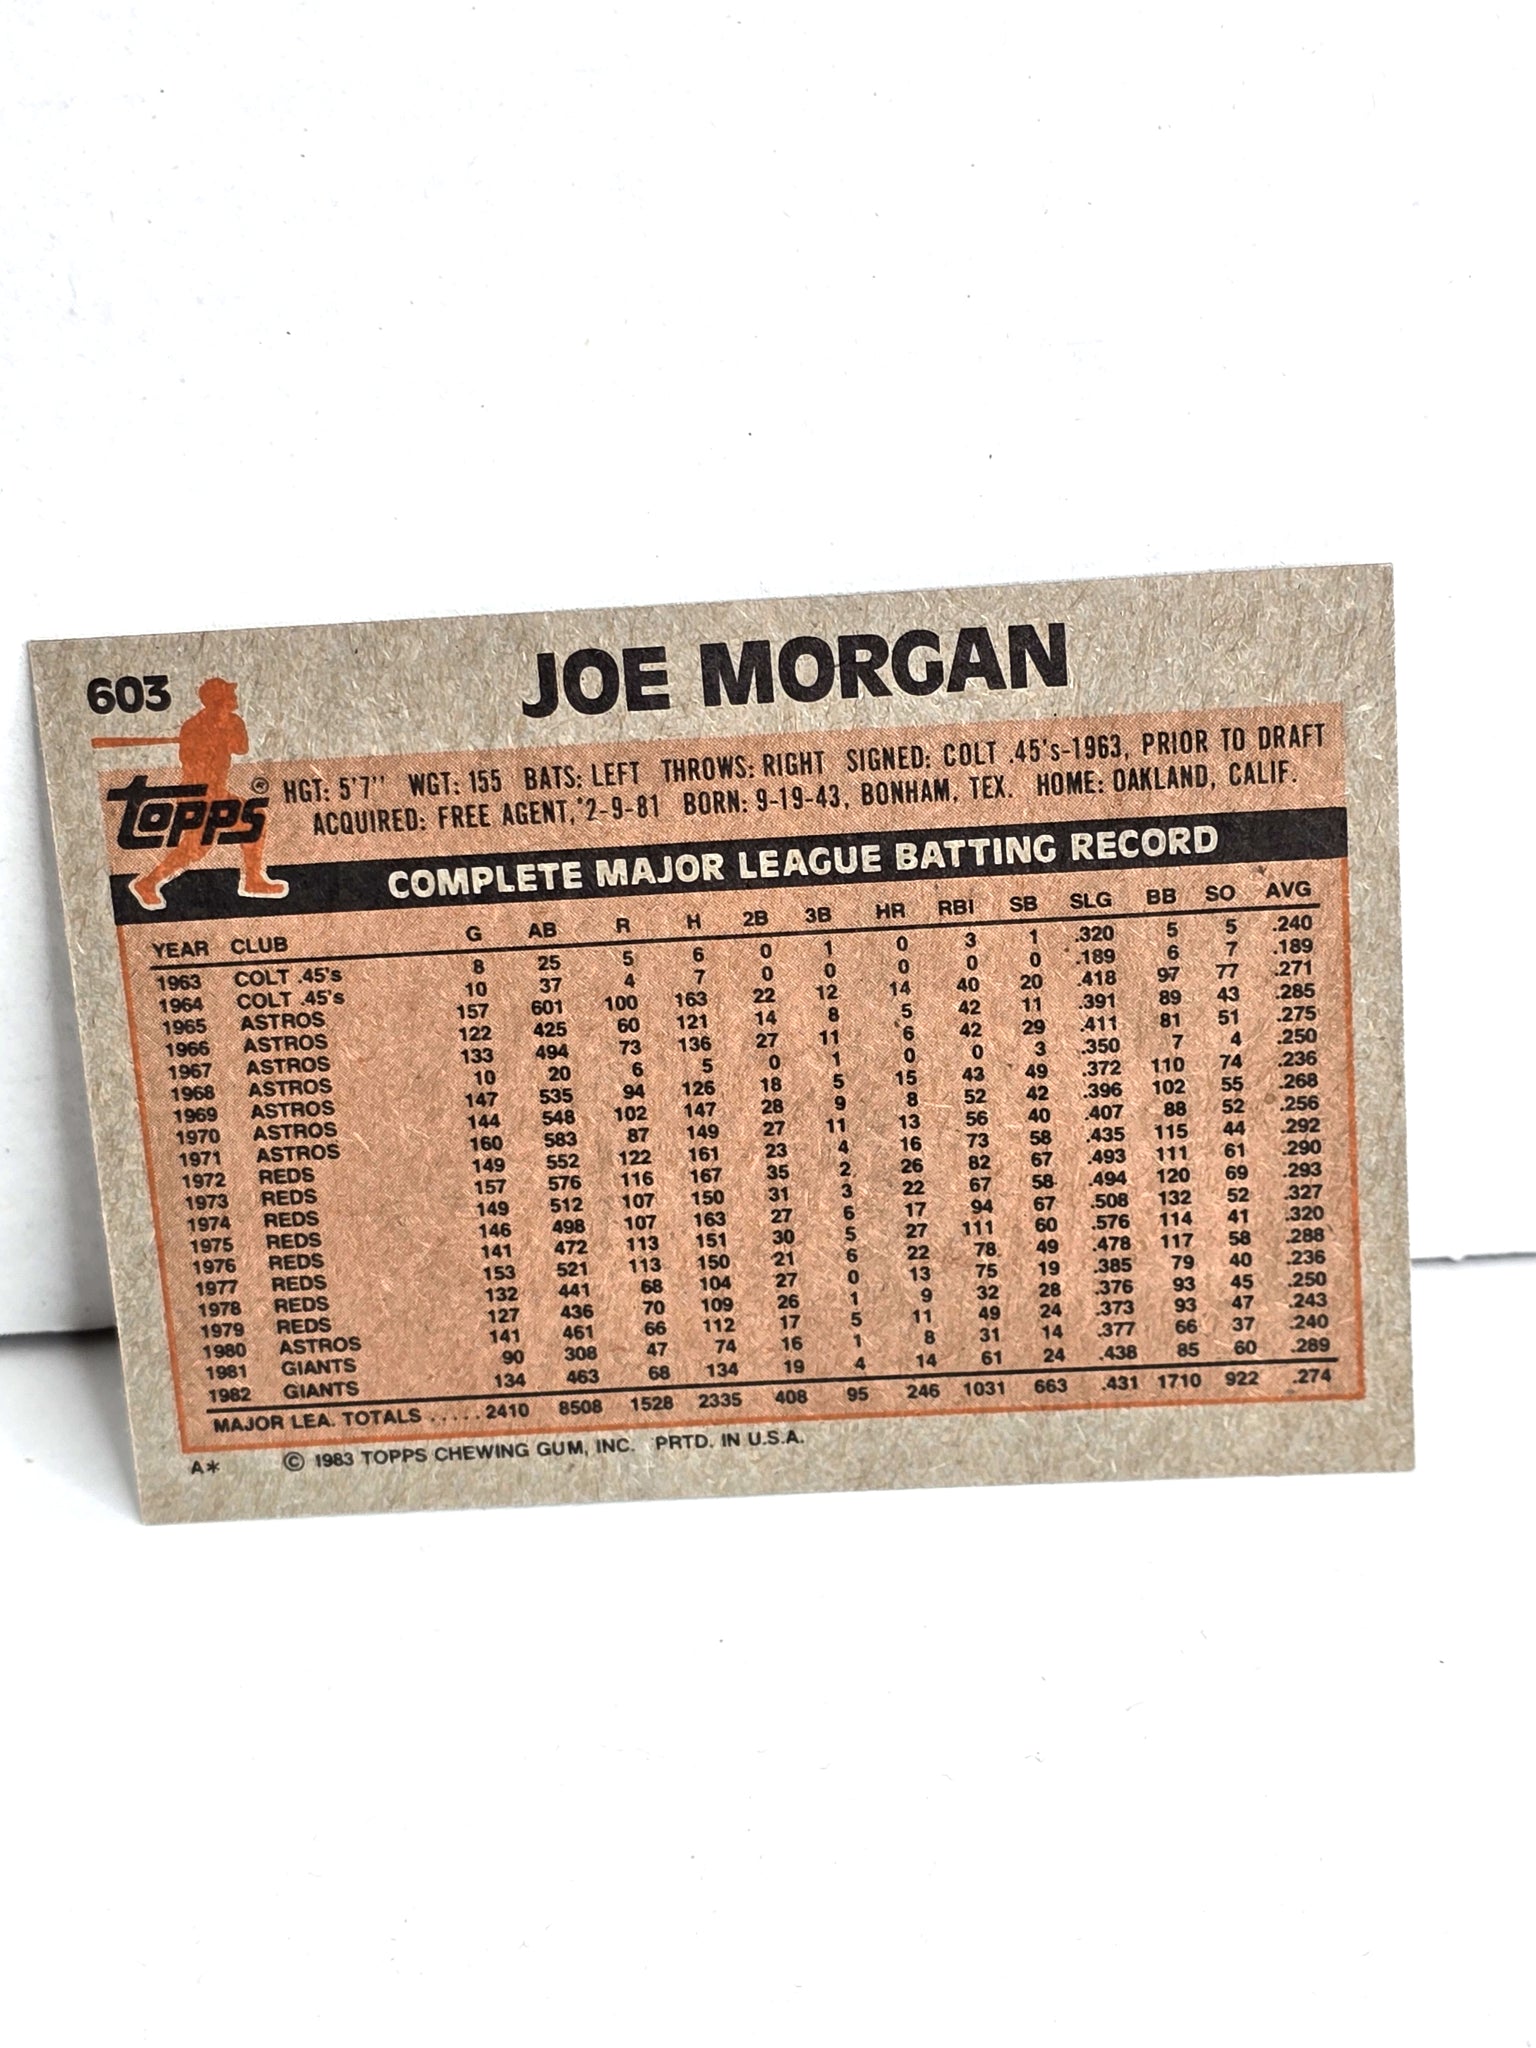 603
JOE MORGAN
topps®
HGT: 5'7" WGT: 155 BATS: LEFT THROWS: RIGHT SIGNED: COLT .45's-1963, PRIOR TO DRAFT
ACQUIRED: FREE AGENT, 2-9-81 BORN: 9-19-43, BONHAM, TEX. HOME: OAKLAND, CALIF.
COMPLETE MAJOR LEAGUE BATTING RECORD
YEAR CLUB G AB R H 2B 3B HR RBI SB SLG BB SO AVG
1963 COLT .45's 8 25 5 6 0 1 0 3 1 .320 5 5 .240
1964 COLT .45's 10 37 4 7 0 0 0 0 0 .189 6 7 .189
1965 ASTROS 157 601 100 163 22 12 14 40 20 .418 97 77 .271
1966 ASTROS 122 425 60 121 14 8 5 42 11 .391 89 43 .285
1967 ASTROS 133 494 73 136 27 11 6 42 29 .411 81 51 .275
1968 ASTROS 10 20 6 5 0 1 0 0 3 .350 7 4 .250
1969 ASTROS 147 535 94 126 18 5 15 43 49 .372 110 74 .236
1970 ASTROS 144 548 102 147 28 9 8 52 42 .396 102 55 .268
1971 ASTROS 160 583 87 149 27 11 13 56 40 .407 88 52 .256
1972 REDS 149 552 122 161 23 4 16 73 58 .435 115 44 .292
1973 REDS 157 576 116 167 35 2 26 82 67 .493 111 61 .290
1974 REDS 149 512 107 150 31 3 22 67 58 .494 120 69 .293
1975 REDS 146 498 107 163 27 6 17 94 67 .508 132 52 .327
1976 REDS 141 472 113 151 30 5 27 111 60 .576 114 41 .320
1977 REDS 153 521 113 150 21 6 22 78 49 .478 117 58 .288
1978 REDS 132 441 68 104 27 0 13 75 19 .385 79 40 .236
1979 REDS 127 436 70 109 26 1 9 32 28 .376 93 45 .250
1980 ASTROS 141 461 66 112 17 5 11 49 24 .373 93 47 .243
1981 GIANTS 90 308 47 74 16 1 8 31 14 .377 66 37 .240
1982 GIANTS 134 463 68 134 19 4 14 61 24 .438 85 60 .289
MAJOR LEA. TOTALS ..... 2410 8508 1528 2335 408 95 246 1031 663 .431 1710 922 .274
A* © 1983 TOPPS CHEWING GUM, INC. PRTD. IN U.S.A.